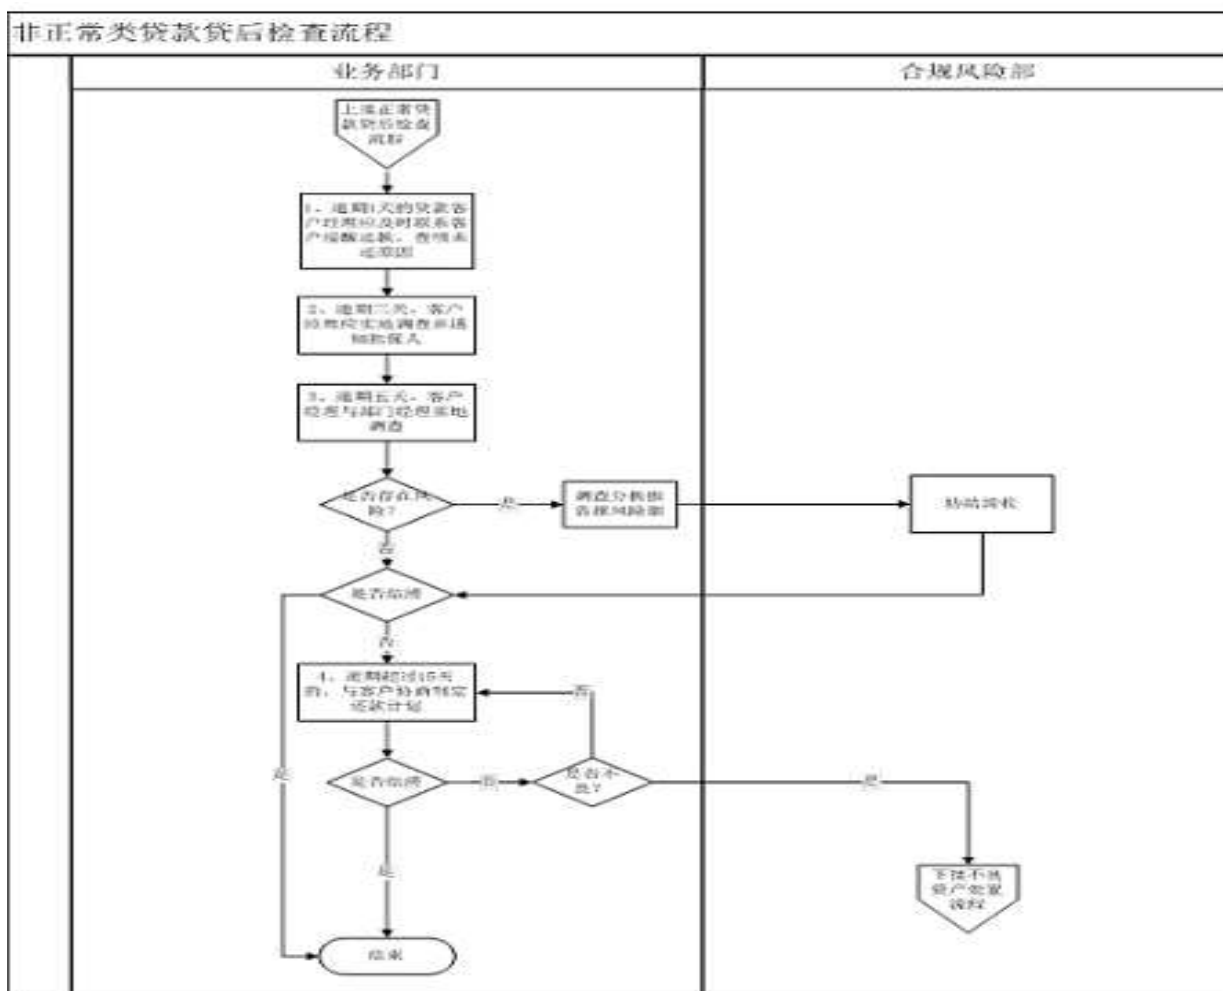 非正常类贷款贷后检查流程
业务部门
合规风险部
上接正常贷
款贷后检查
流程
1、逾期1天的贷款客
户经理应及时联系客
户提醒还款，查明未
还原因
2、逾期三天，客户
经理应实地调查并通
知担保人
3、逾期五天，客户
经理与部门经理实地
调查
是否存在风
险？
是
调查分析报
告报风险部
协助清收
否
是否结清
否
4、逾期超过15天
的，与客户协商制定
还款计划
否
是
是否结清
否
是否不
良？
是
是
下接不良
资产处置
流程
结束